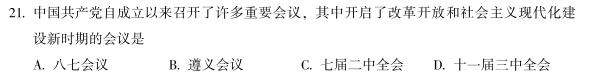 21. 中国共产党自成立以来召开了许多重要会议，其中开启了改革开放和社会主义现代化建
设新时期的会议是
A. 八七会议 B. 遵义会议 C. 七届二中全会 D. 十一届三中全会